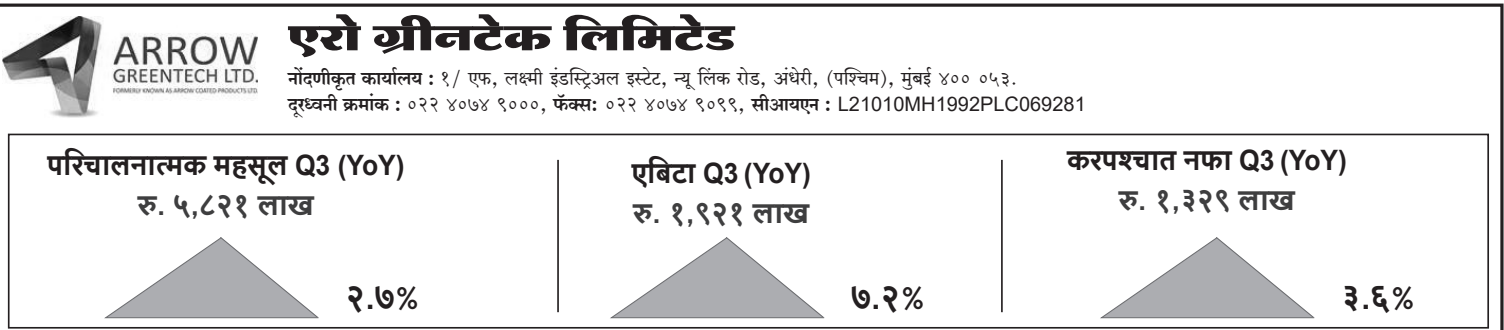 ARROW
GREENTECH LTD.
FORMERLY KNOWN AS ARROW COATED PRODUCTS LTD.
एरो ग्रीनटेक लिमिटेड
नोंदणीकृत कार्यालय : १/ एफ, लक्ष्मी इंडस्ट्रिअल इस्टेट, न्यू लिंक रोड, अंधेरी, (पश्चिम), मुंबई ४०० ०५३.
दूरध्वनी क्रमांक : ०२२ ४०७४ ९०००, फॅक्स: ०२२ ४०७४ ९०९९, सीआयएन : L21010MH1992PLC069281
परिचालनात्मक महसूल Q3 (YoY)
रु. ५,८२१ लाख
२.७%
एबिटा Q3 (YoY)
रु. १,९२१ लाख
७.२%
करपश्चात नफा Q3 (YoY)
रु. १,३२९ लाख
३.६%